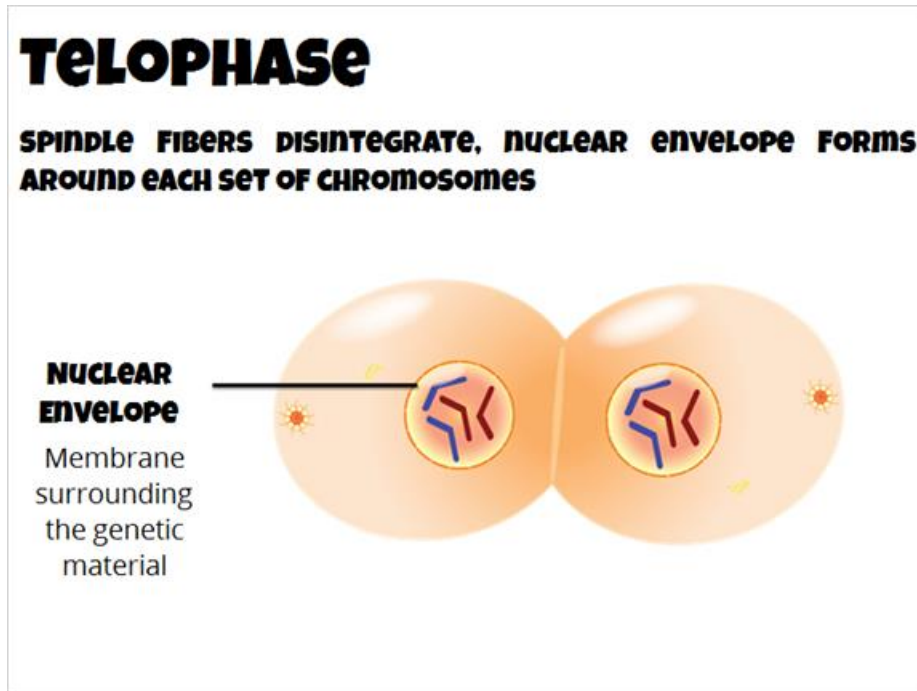 TELOPHASE
SPINDLE FIBERS DISINTEGRATE, NUCLEAR ENVELOPE FORMS
AROUND EACH SET OF CHROMOSOMES
NUCLEAR
ENVELOPE
Membrane
surrounding
the genetic
material